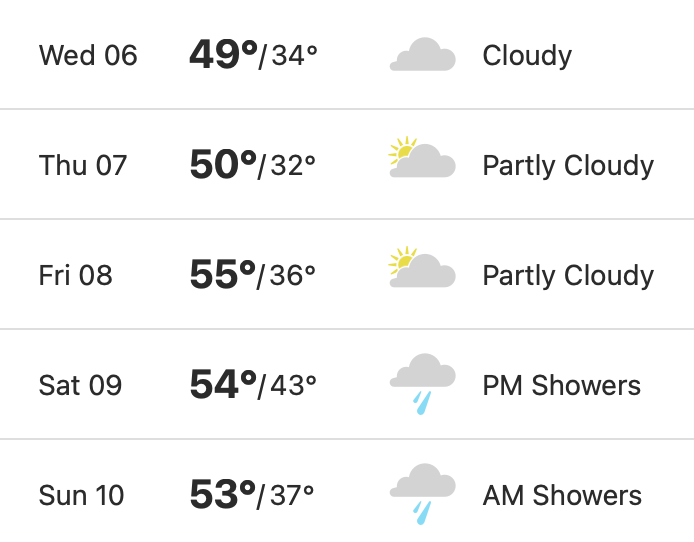 Wed 06 49°/34° Cloudy
Thu 07 50°/32° Partly Cloudy
Fri 08 55°/36° Partly Cloudy
Sat 09 54°/43° PM Showers
Sun 10 53°/37° AM Showers